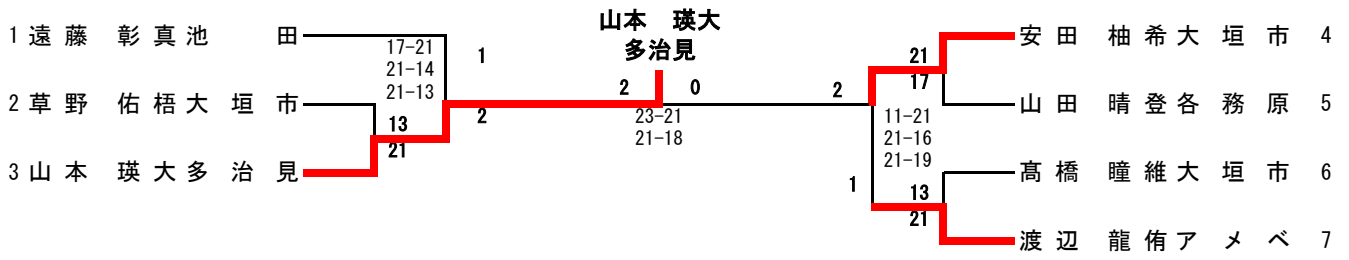 山本　瑛大
多治見
1 遠藤　彰真 池　田
17-21
21-14
21-13
1
2 草野　佑梧 大垣市
13
21
2
3 山本　瑛大 多治見
2 0
23-21
21-18
安田　柚希 大垣市 4
21
17
山田　晴登 各務原 5
2
11-21
21-16
21-19
1
髙橋　瞳維 大垣市 6
13
21
渡辺　龍侑 アメベ 7